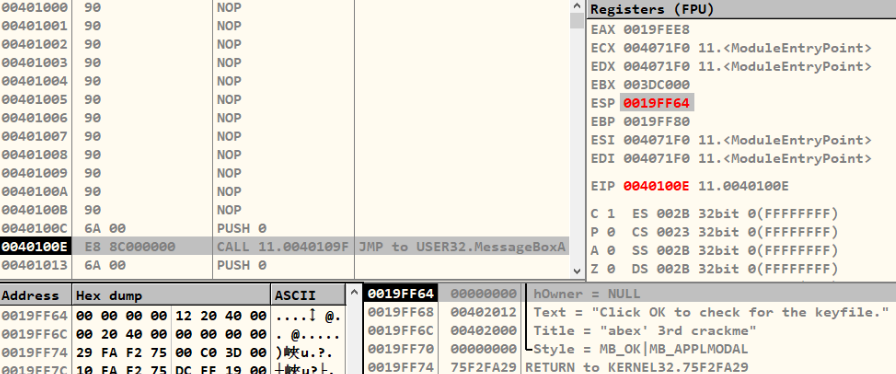 00401000 90 NOP
00401001 90 NOP
00401002 90 NOP
00401003 90 NOP
00401004 90 NOP
00401005 90 NOP
00401006 90 NOP
00401007 90 NOP
00401008 90 NOP
00401009 90 NOP
0040100A 90 NOP
0040100B 90 NOP
0040100C 6A 00 PUSH 0
0040100E E8 8C000000 CALL 11.0040109F JMP to USER32.MessageBoxA
00401013 6A 00 PUSH 0
Registers (FPU)
EAX 0019FEE8
ECX 004071F0 11.<ModuleEntryPoint>
EDX 004071F0 11.<ModuleEntryPoint>
EBX 003DC000
ESP 0019FF64
EBP 0019FF80
ESI 004071F0 11.<ModuleEntryPoint>
EDI 004071F0 11.<ModuleEntryPoint>
EIP 0040100E 11.0040100E
C 1 ES 002B 32bit 0(FFFFFFFF)
P 0 CS 0023 32bit 0(FFFFFFFF)
A 0 SS 002B 32bit 0(FFFFFFFF)
Z 0 DS 002B 32bit 0(FFFFFFFF)
Address Hex dump ASCII
0019FF64 00 00 00 00 12 20 40 00 ....↕ @.
0019FF6C 00 20 40 00 00 00 00 00 . @.....
0019FF74 29 FA F2 75 00 C0 3D 00 )峡u.?.
0019FF7C 10 FA F2 75 DC FF 19 00
0019FF64 00000000 hOwner = NULL
0019FF68 00402012 Text = "Click OK to check for the keyfile."
0019FF6C 00402000 Title = "abex' 3rd crackme"
0019FF70 00000000 Style = MB_OK|MB_APPLMODAL
0019FF74 75F2FA29 RETURN to KERNEL32.75F2FA29